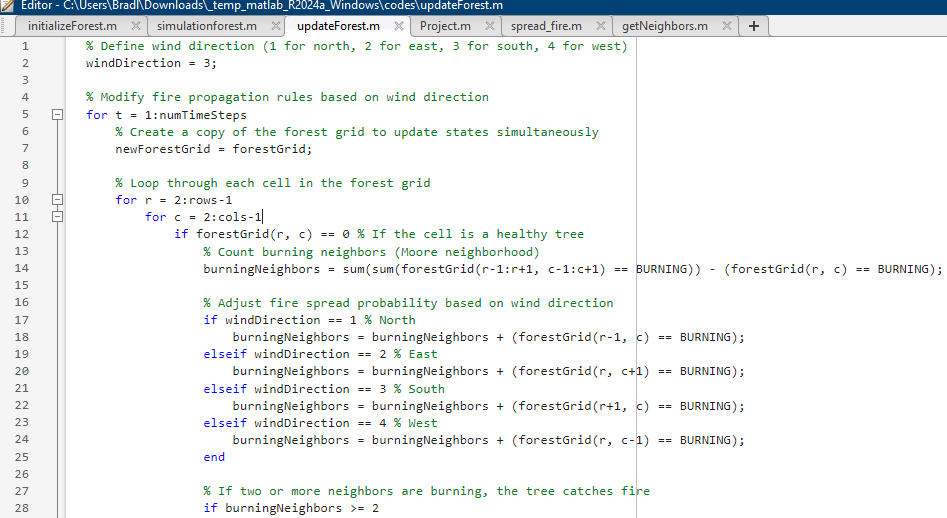 Editor - C:\Users\Bradl\Downloads\_temp_matlab_R2024a_Windows\codes\updateForest.m
initializeForest.m × simulationforest.m × updateForest.m × Project.m × spread_fire.m × getNeighbors.m × +
1 % Define wind direction (1 for north, 2 for east, 3 for south, 4 for west)
2 windDirection = 3;
3
4 % Modify fire propagation rules based on wind direction
5 for t = 1:numTimeSteps
6 % Create a copy of the forest grid to update states simultaneously
7 newForestGrid = forestGrid;
8
9 % Loop through each cell in the forest grid
10 for r = 2:rows-1
11 for c = 2:cols-1
12 if forestGrid(r, c) == 0 % If the cell is a healthy tree
13 % Count burning neighbors (Moore neighborhood)
14 burningNeighbors = sum(sum(forestGrid(r-1:r+1, c-1:c+1) == BURNING)) - (forestGrid(r, c) == BURNING);
15
16 % Adjust fire spread probability based on wind direction
17 if windDirection == 1 % North
18 burningNeighbors = burningNeighbors + (forestGrid(r-1, c) == BURNING);
19 elseif windDirection == 2 % East
20 burningNeighbors = burningNeighbors + (forestGrid(r, c+1) == BURNING);
21 elseif windDirection == 3 % South
22 burningNeighbors = burningNeighbors + (forestGrid(r+1, c) == BURNING);
23 elseif windDirection == 4 % West
24 burningNeighbors = burningNeighbors + (forestGrid(r, c-1) == BURNING);
25 end
26
27 % If two or more neighbors are burning, the tree catches fire
28 if burningNeighbors >= 2